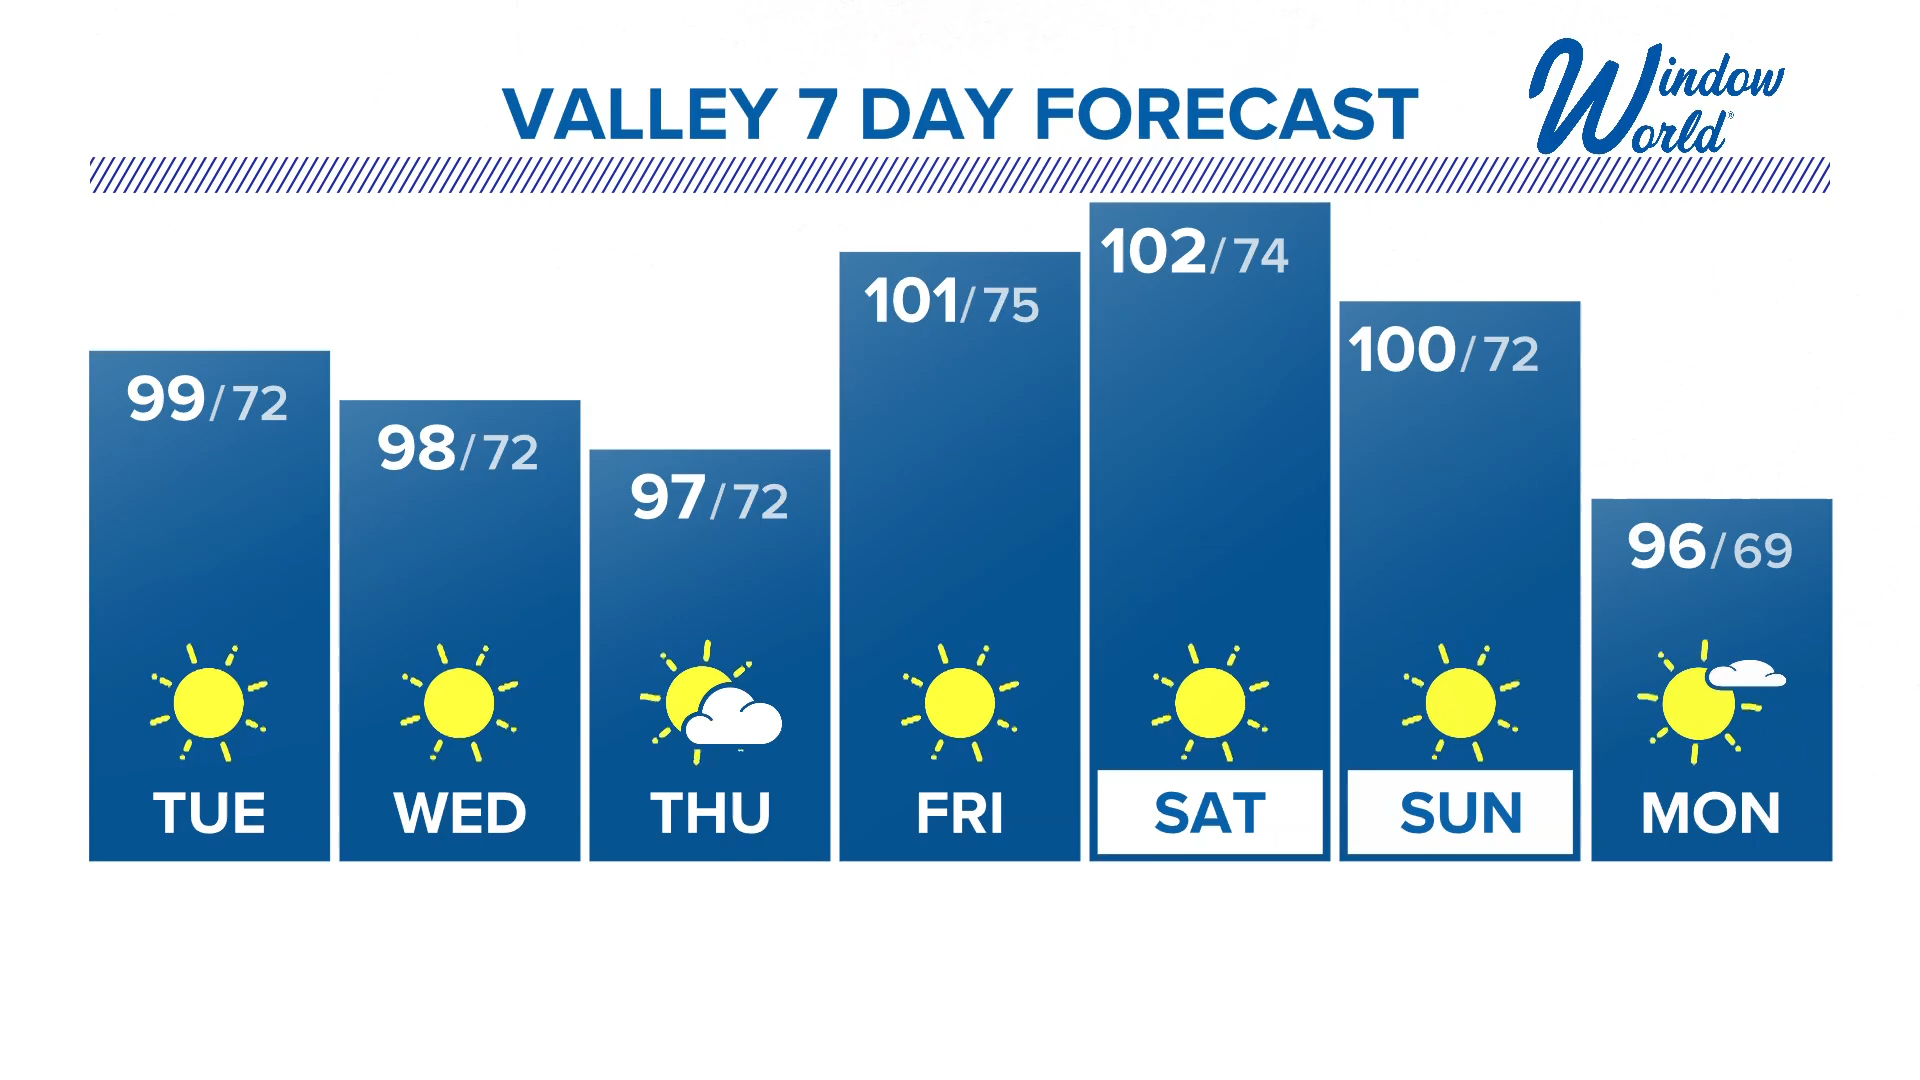 VALLEY 7 DAY FORECAST
Window
World®
99/72
98/72
97/72
101/75
102/74
100/72
96/69
TUE
WED
THU
FRI
SAT
SUN
MON